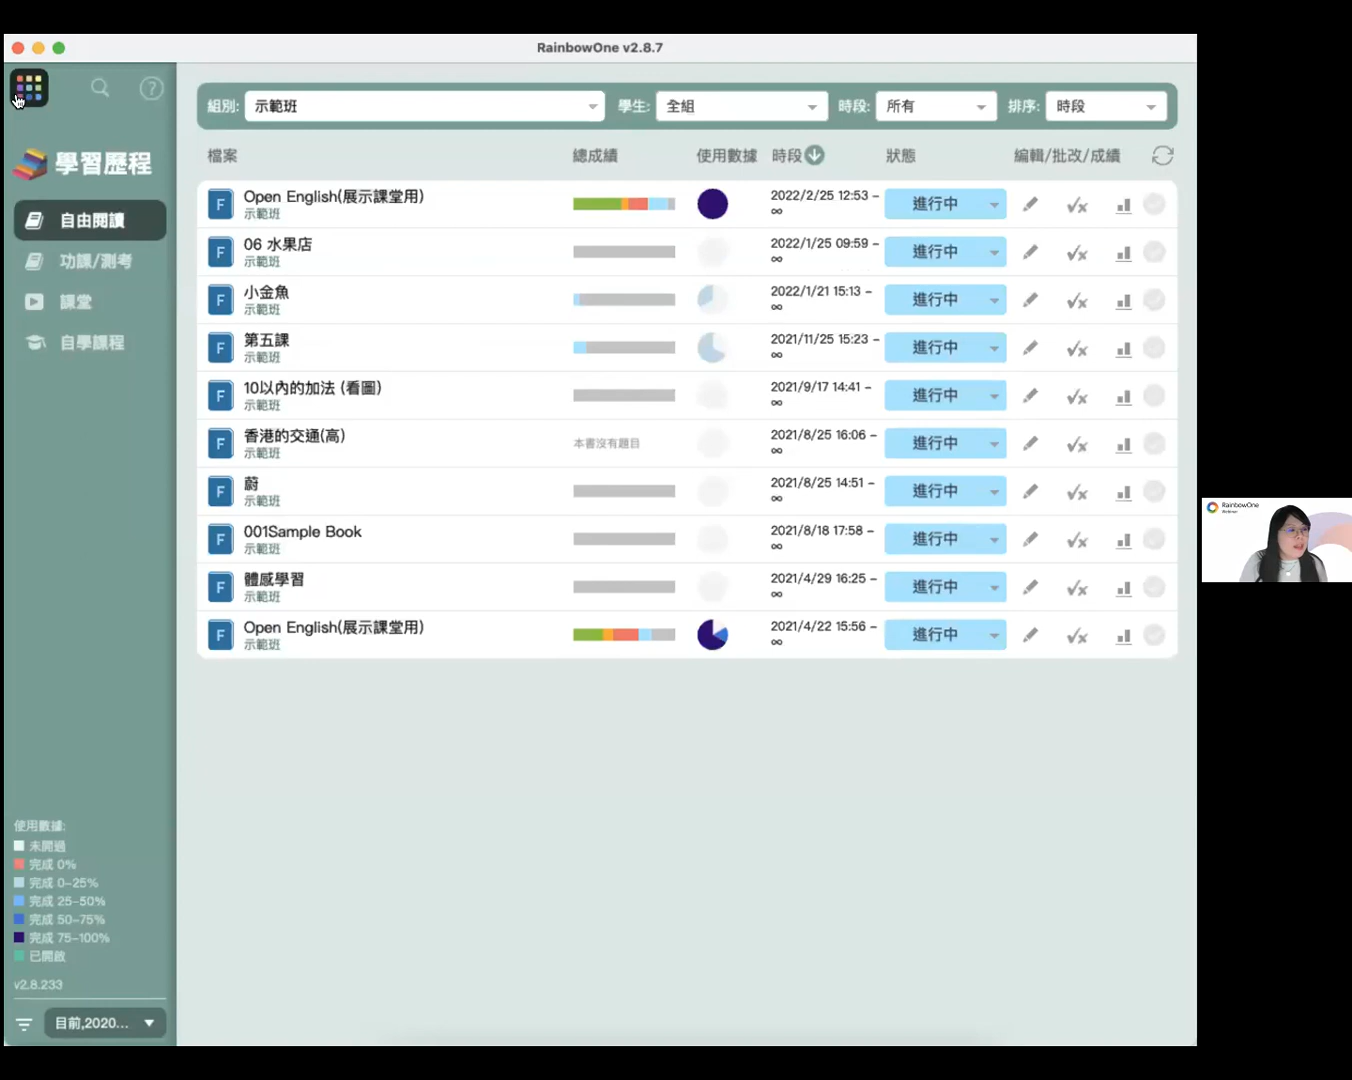 RainbowOne v2.8.7
?
學習歷程
自由閱讀
功課/測考
課堂
自學課程
組別: 示範班 學生: 全組 時段: 所有 排序: 時段
檔案 總成績 使用數據 時段 狀態 編輯/批改/成績
F Open English(展示課堂用) 2022/2/25 12:53 – 進行中
示範班 ∞
F 06 水果店 2022/1/25 09:59 – 進行中
示範班 ∞
F 小金魚 2022/1/21 15:13 – 進行中
示範班 ∞
F 第五課 2021/11/25 15:23 – 進行中
示範班 ∞
F 10以內的加法 (看圖) 2021/9/17 14:41 – 進行中
示範班 ∞
F 香港的交通(高) 本書沒有題目 2021/8/25 16:06 – 進行中
示範班 ∞
F 蔚 2021/8/25 14:51 – 進行中
示範班 ∞
F 001Sample Book 2021/8/18 17:58 – 進行中
示範班 ∞
F 體感學習 2021/4/29 16:25 – 進行中
示範班 ∞
F Open English(展示課堂用) 2021/4/22 15:56 – 進行中
示範班 ∞
使用數據:
未開過
完成 0%
完成 0-25%
完成 25-50%
完成 50-75%
完成 75-100%
已開啟
v2.8.233
目前,2020...
RainbowOne
Webinar